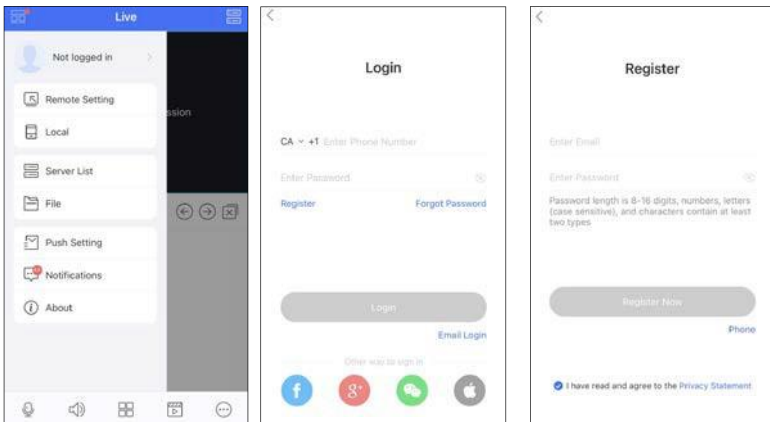 Live
Not logged in
Remote Setting
ssion
Local
Server List
File
Push Setting
Notifications
About
Login
CA +1 Enter Phone Number
Enter Password
Register Forgot Password
Login
Email Login
Other way to sign in
f
g+
Register
Enter Email
Enter Password
Password length is 8-16 digits, numbers, letters
(case sensitive), and characters contain at least
two types
Register Now
Phone
I have read and agree to the Privacy Statement